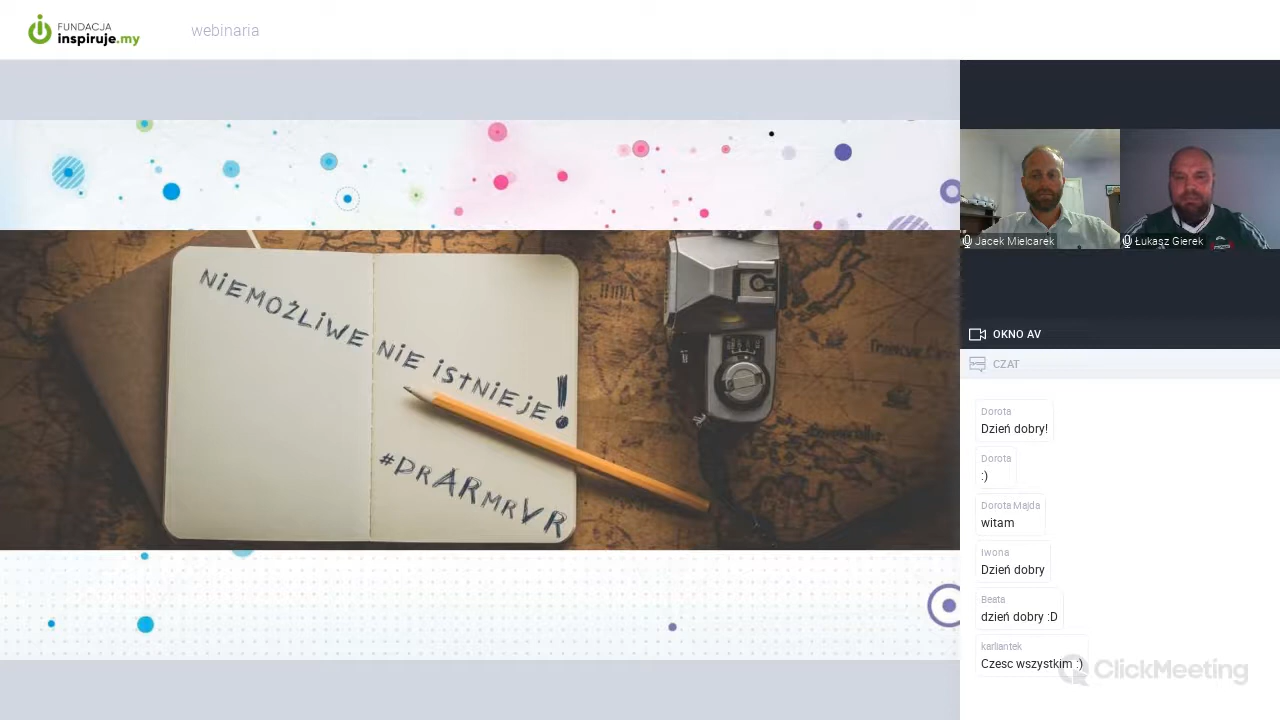 FUNDACJA
inspiruje.my
webinaria
NiEMOŻLiWE NiE iSTNiEJE!
#DRARMRVR
Jacek Mielcarek
Łukasz Gierek
OKNO AV
CZAT
Dorota
Dzień dobry!
Dorota
:)
Dorota Majda
witam
Iwona
Dzień dobry
Beata
dzień dobry :D
karliantek
Czesc wszystkim :)
ClickMeeting